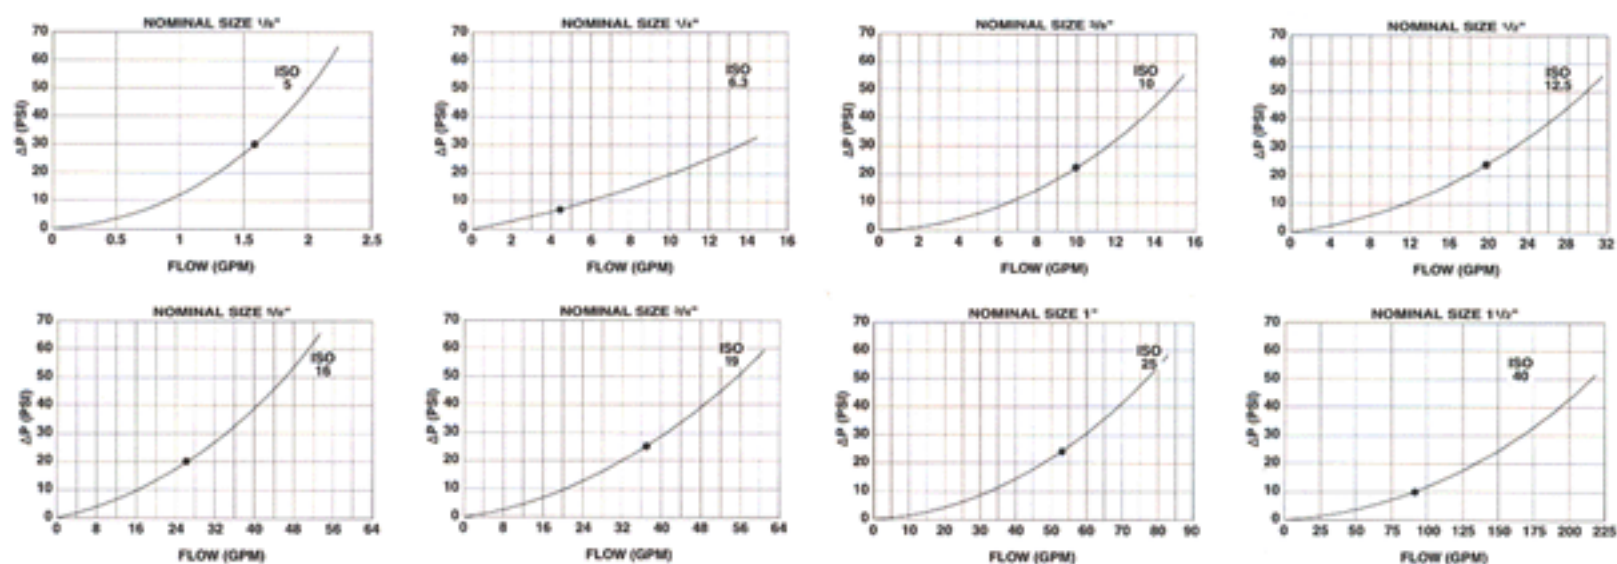 NOMINAL SIZE 1/8"
70
60
50
40
30
20
10
0
ΔP (PSI)
ISO
5
0 0.5 1 1.5 2 2.5
FLOW (GPM)
NOMINAL SIZE 1/4"
70
60
50
40
30
20
10
0
ΔP (PSI)
ISO
6.3
0 2 4 6 8 10 12 14 16
FLOW (GPM)
NOMINAL SIZE 3/8"
70
60
50
40
30
20
10
0
ΔP (PSI)
ISO
10
0 2 4 6 8 10 12 14 16
FLOW (GPM)
NOMINAL SIZE 1/2"
70
60
50
40
30
20
10
0
ΔP (PSI)
ISO
12.5
0 4 8 12 16 20 24 28 32
FLOW (GPM)
NOMINAL SIZE 5/8"
70
60
50
40
30
20
10
0
ΔP (PSI)
ISO
16
0 8 16 24 32 40 48 56 64
FLOW (GPM)
NOMINAL SIZE 3/4"
70
60
50
40
30
20
10
0
ΔP (PSI)
ISO
19
0 8 16 24 32 40 48 56 64
FLOW (GPM)
NOMINAL SIZE 1"
70
60
50
40
30
20
10
0
ΔP (PSI)
ISO
25
0 10 20 30 40 50 60 70 80 90
FLOW (GPM)
NOMINAL SIZE 1 1/2"
70
60
50
40
30
20
10
0
ΔP (PSI)
ISO
40
0 25 50 75 100 125 150 175 200 225
FLOW (GPM)